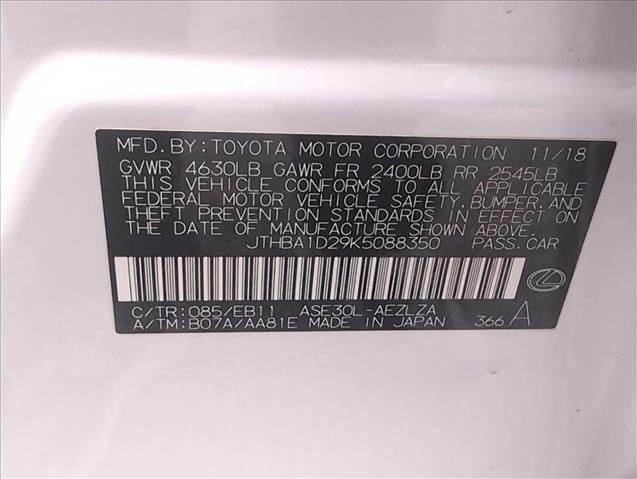 MFD. BY: TOYOTA MOTOR CORPORATION 11/18
GVWR 4630LB GAWR FR 2400LB RR 2545LB
THIS VEHICLE CONFORMS TO ALL APPLICABLE
FEDERAL MOTOR VEHICLE SAFETY, BUMPER, AND
THEFT PREVENTION STANDARDS IN EFFECT ON
THE DATE OF MANUFACTURE SHOWN ABOVE.
JTHBA1D29K5088350 PASS.CAR
C/TR: 085/EB11 ASE30L-AEZLZA
A/TM: B07A/AA81E MADE IN JAPAN 366 A